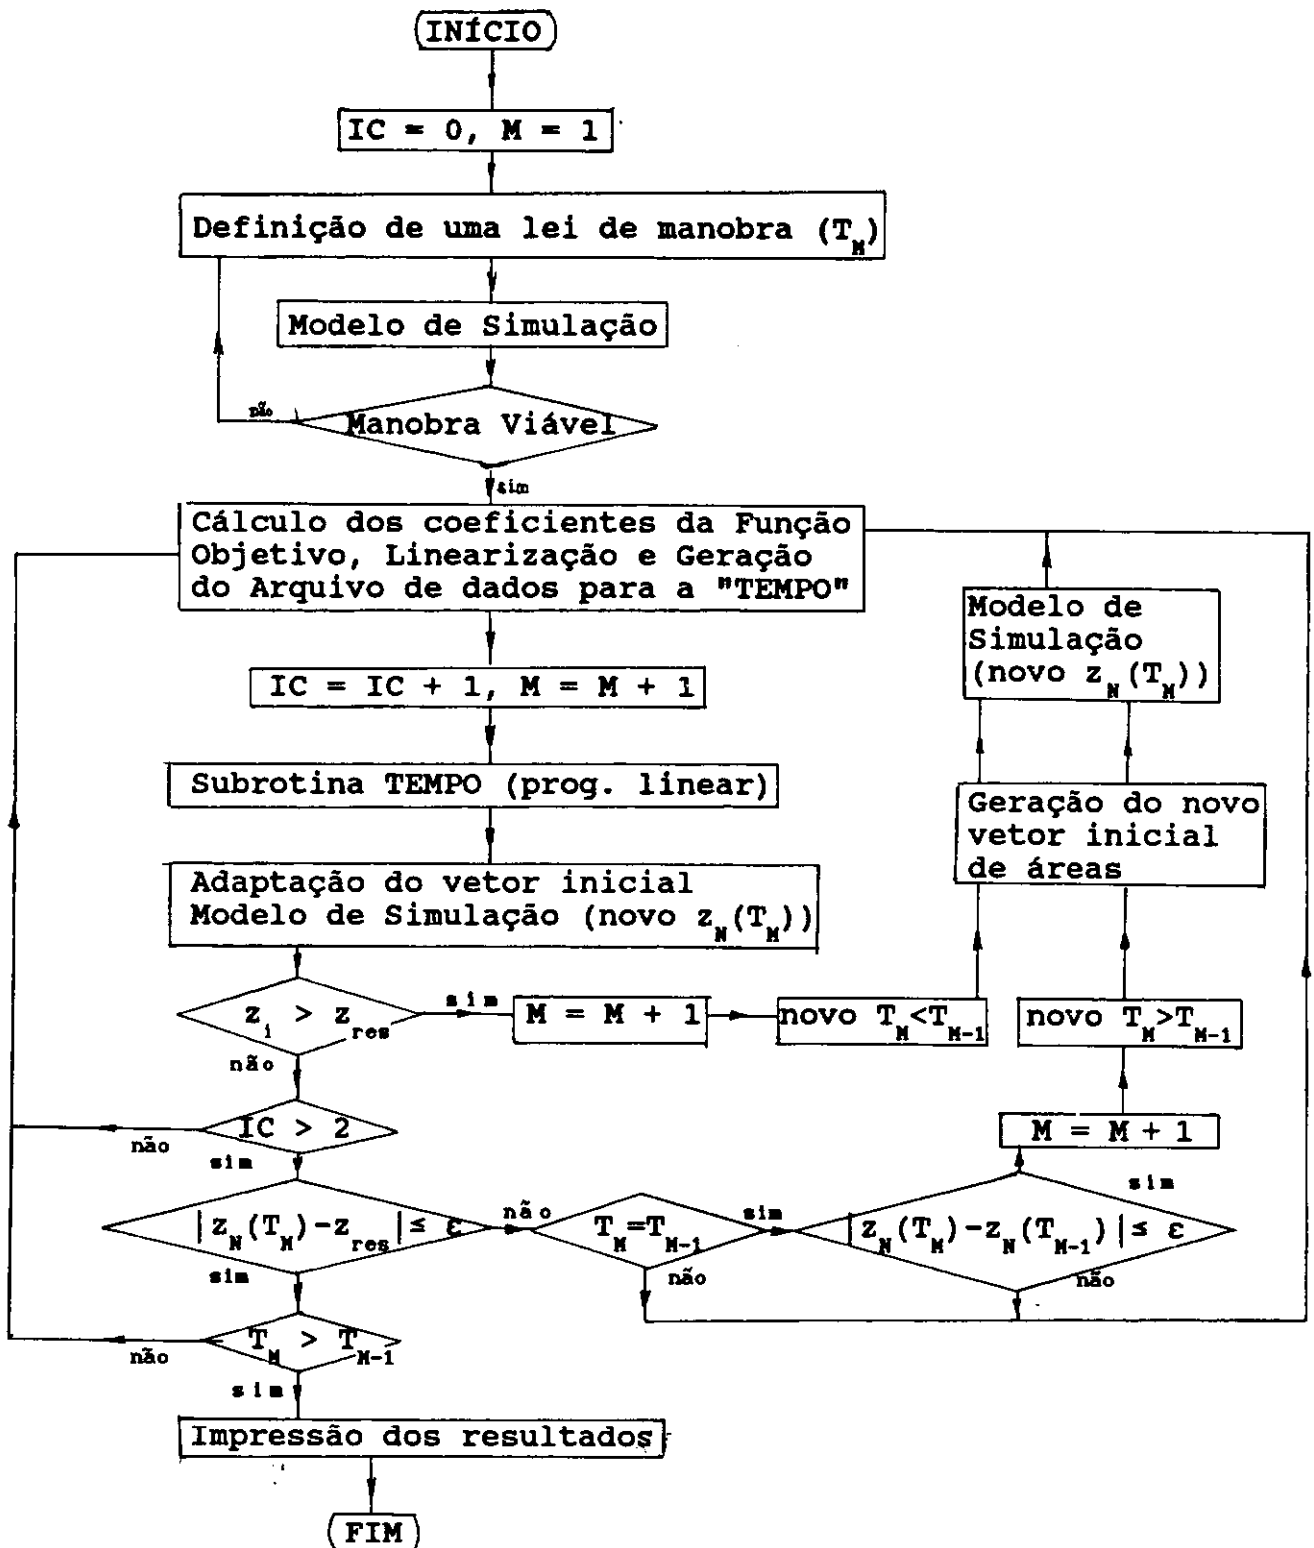 INÍCIO
IC = 0, M = 1
Definição de uma lei de manobra (T_M)
Modelo de Simulação
não
Manobra Viável
sim
Cálculo dos coeficientes da Função
Objetivo, Linearização e Geração
do Arquivo de dados para a "TEMPO"
Modelo de
Simulação
(novo z_N(T_M))
IC = IC + 1, M = M + 1
Subrotina TEMPO (prog. linear)
Geração do novo
vetor inicial
de áreas
Adaptação do vetor inicial
Modelo de Simulação (novo z_N(T_M))
z_i > z_res
sim
M = M + 1
novo T_M<T_M-1
novo T_M>T_M-1
não
IC > 2
não
sim
M = M + 1
sim
|z_N(T_M)-z_res|≤ ε
não
T_M=T_M-1
sim
|z_N(T_M)-z_N(T_M-1)|≤ ε
sim
não
não
T_M > T_M-1
não
sim
Impressão dos resultados
FIM